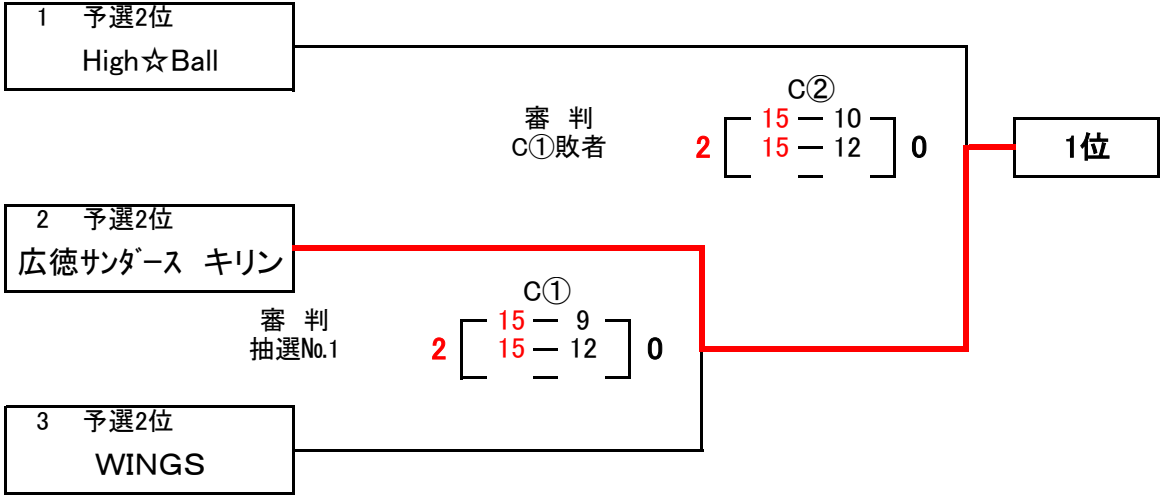 1 予選2位
High☆Ball
C②
審 判
C①敗者
2 15 ― 10 0
15 ― 12
―
1位
2 予選2位
広徳ｻﾝﾀﾞｰｽ キリン
C①
審 判
抽選№1
2 15 ― 9 0
15 ― 12
―
3 予選2位
WINGS